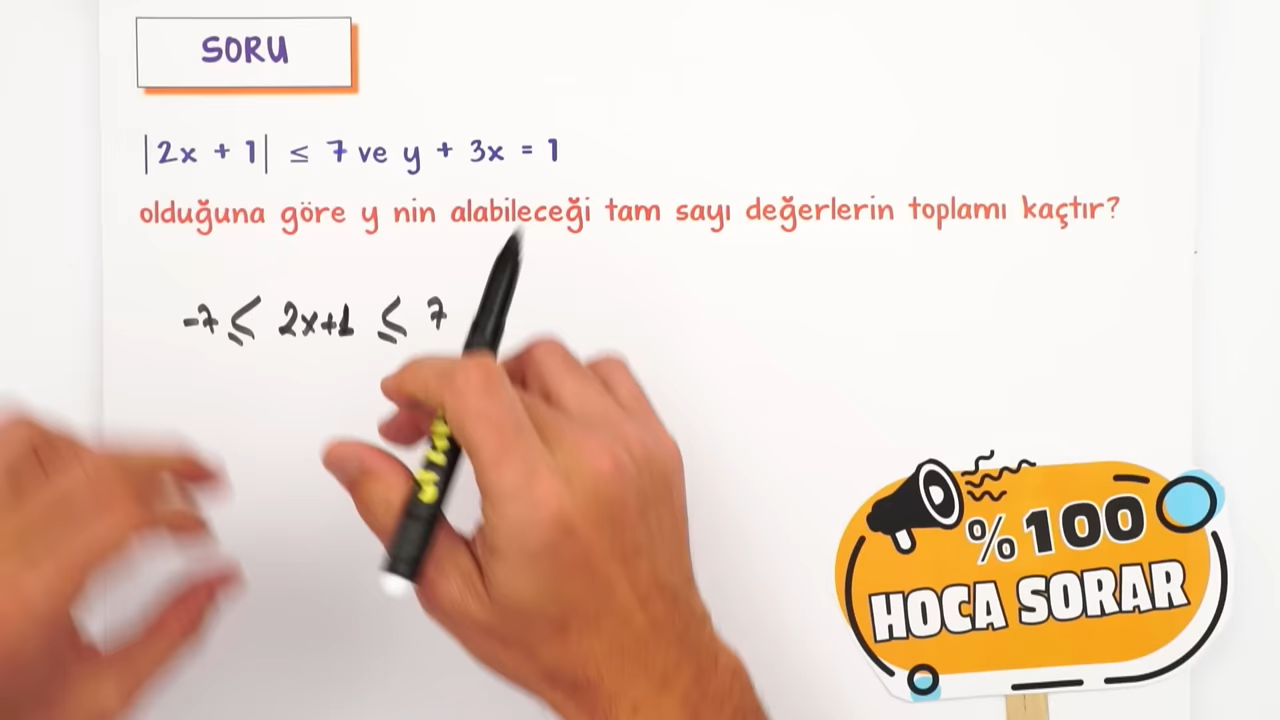 SORU
|2x + 1| ≤ 7 ve y + 3x = 1
olduğuna göre y nin alabileceği tam sayı değerlerin toplamı kaçtır?
-7 ≤ 2x+1 ≤ 7
%100
HOCA SORAR